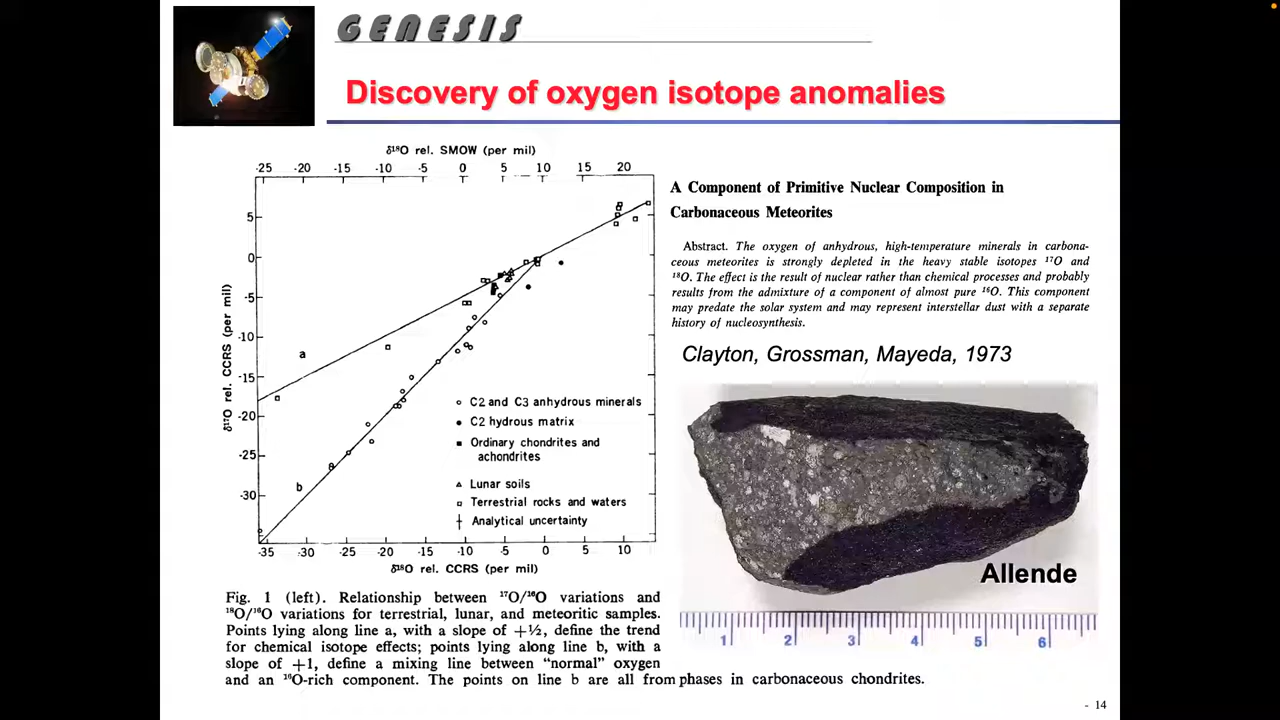 GENESIS
Discovery of oxygen isotope anomalies
δ¹⁸O rel. SMOW (per mil)
-25 -20 -15 -10 -5 0 5 10 15 20
5
0
-5
-10
-15
-20
-25
-30
δ¹⁷O rel. CCRS (per mil)
a
b
C2 and C3 anhydrous minerals
C2 hydrous matrix
Ordinary chondrites and
achondrites
Lunar soils
Terrestrial rocks and waters
Analytical uncertainty
-35 -30 -25 -20 -15 -10 -5 0 5 10
δ¹⁸O rel. CCRS (per mil)
Fig. 1 (left). Relationship between ¹⁷O/¹⁶O variations and
¹⁸O/¹⁶O variations for terrestrial, lunar, and meteoritic samples.
Points lying along line a, with a slope of +½, define the trend
for chemical isotope effects; points lying along line b, with a
slope of +1, define a mixing line between "normal" oxygen
and an ¹⁶O-rich component. The points on line b are all from phases in carbonaceous chondrites.
A Component of Primitive Nuclear Composition in
Carbonaceous Meteorites
Abstract. The oxygen of anhydrous, high-temperature minerals in carbona-
ceous meteorites is strongly depleted in the heavy stable isotopes ¹⁷O and
¹⁸O. The effect is the result of nuclear rather than chemical processes and probably
results from the admixture of a component of almost pure ¹⁶O. This component
may predate the solar system and may represent interstellar dust with a separate
history of nucleosynthesis.
Clayton, Grossman, Mayeda, 1973
Allende
1 2 3 4 5 6
- 14